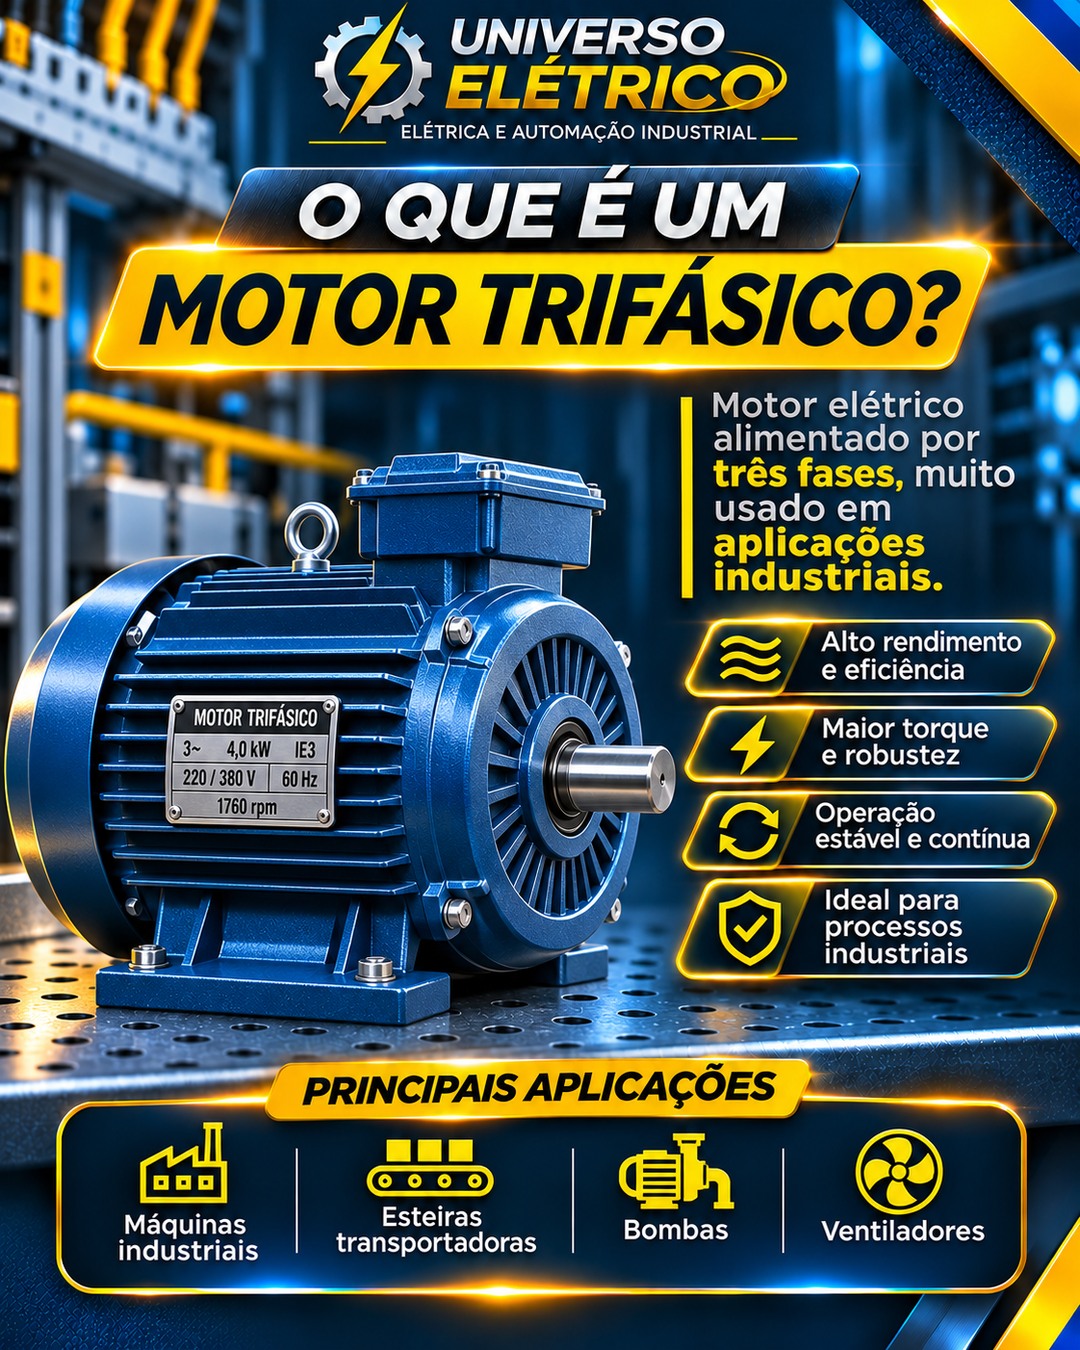 UNIVERSO
ELÉTRICO
ELÉTRICA E AUTOMAÇÃO INDUSTRIAL
O QUE É UM
MOTOR TRIFÁSICO?
Motor elétrico
alimentado por
três fases, muito
usado em
aplicações
industriais.
MOTOR TRIFÁSICO
3~ 4,0 kW IE3
220 / 380 V 60 Hz
1760 rpm
Alto rendimento
e eficiência
Maior torque
e robustez
Operação
estável e contínua
Ideal para
processos
industriais
PRINCIPAIS APLICAÇÕES
Máquinas
industriais
Esteiras
transportadoras
Bombas
Ventiladores